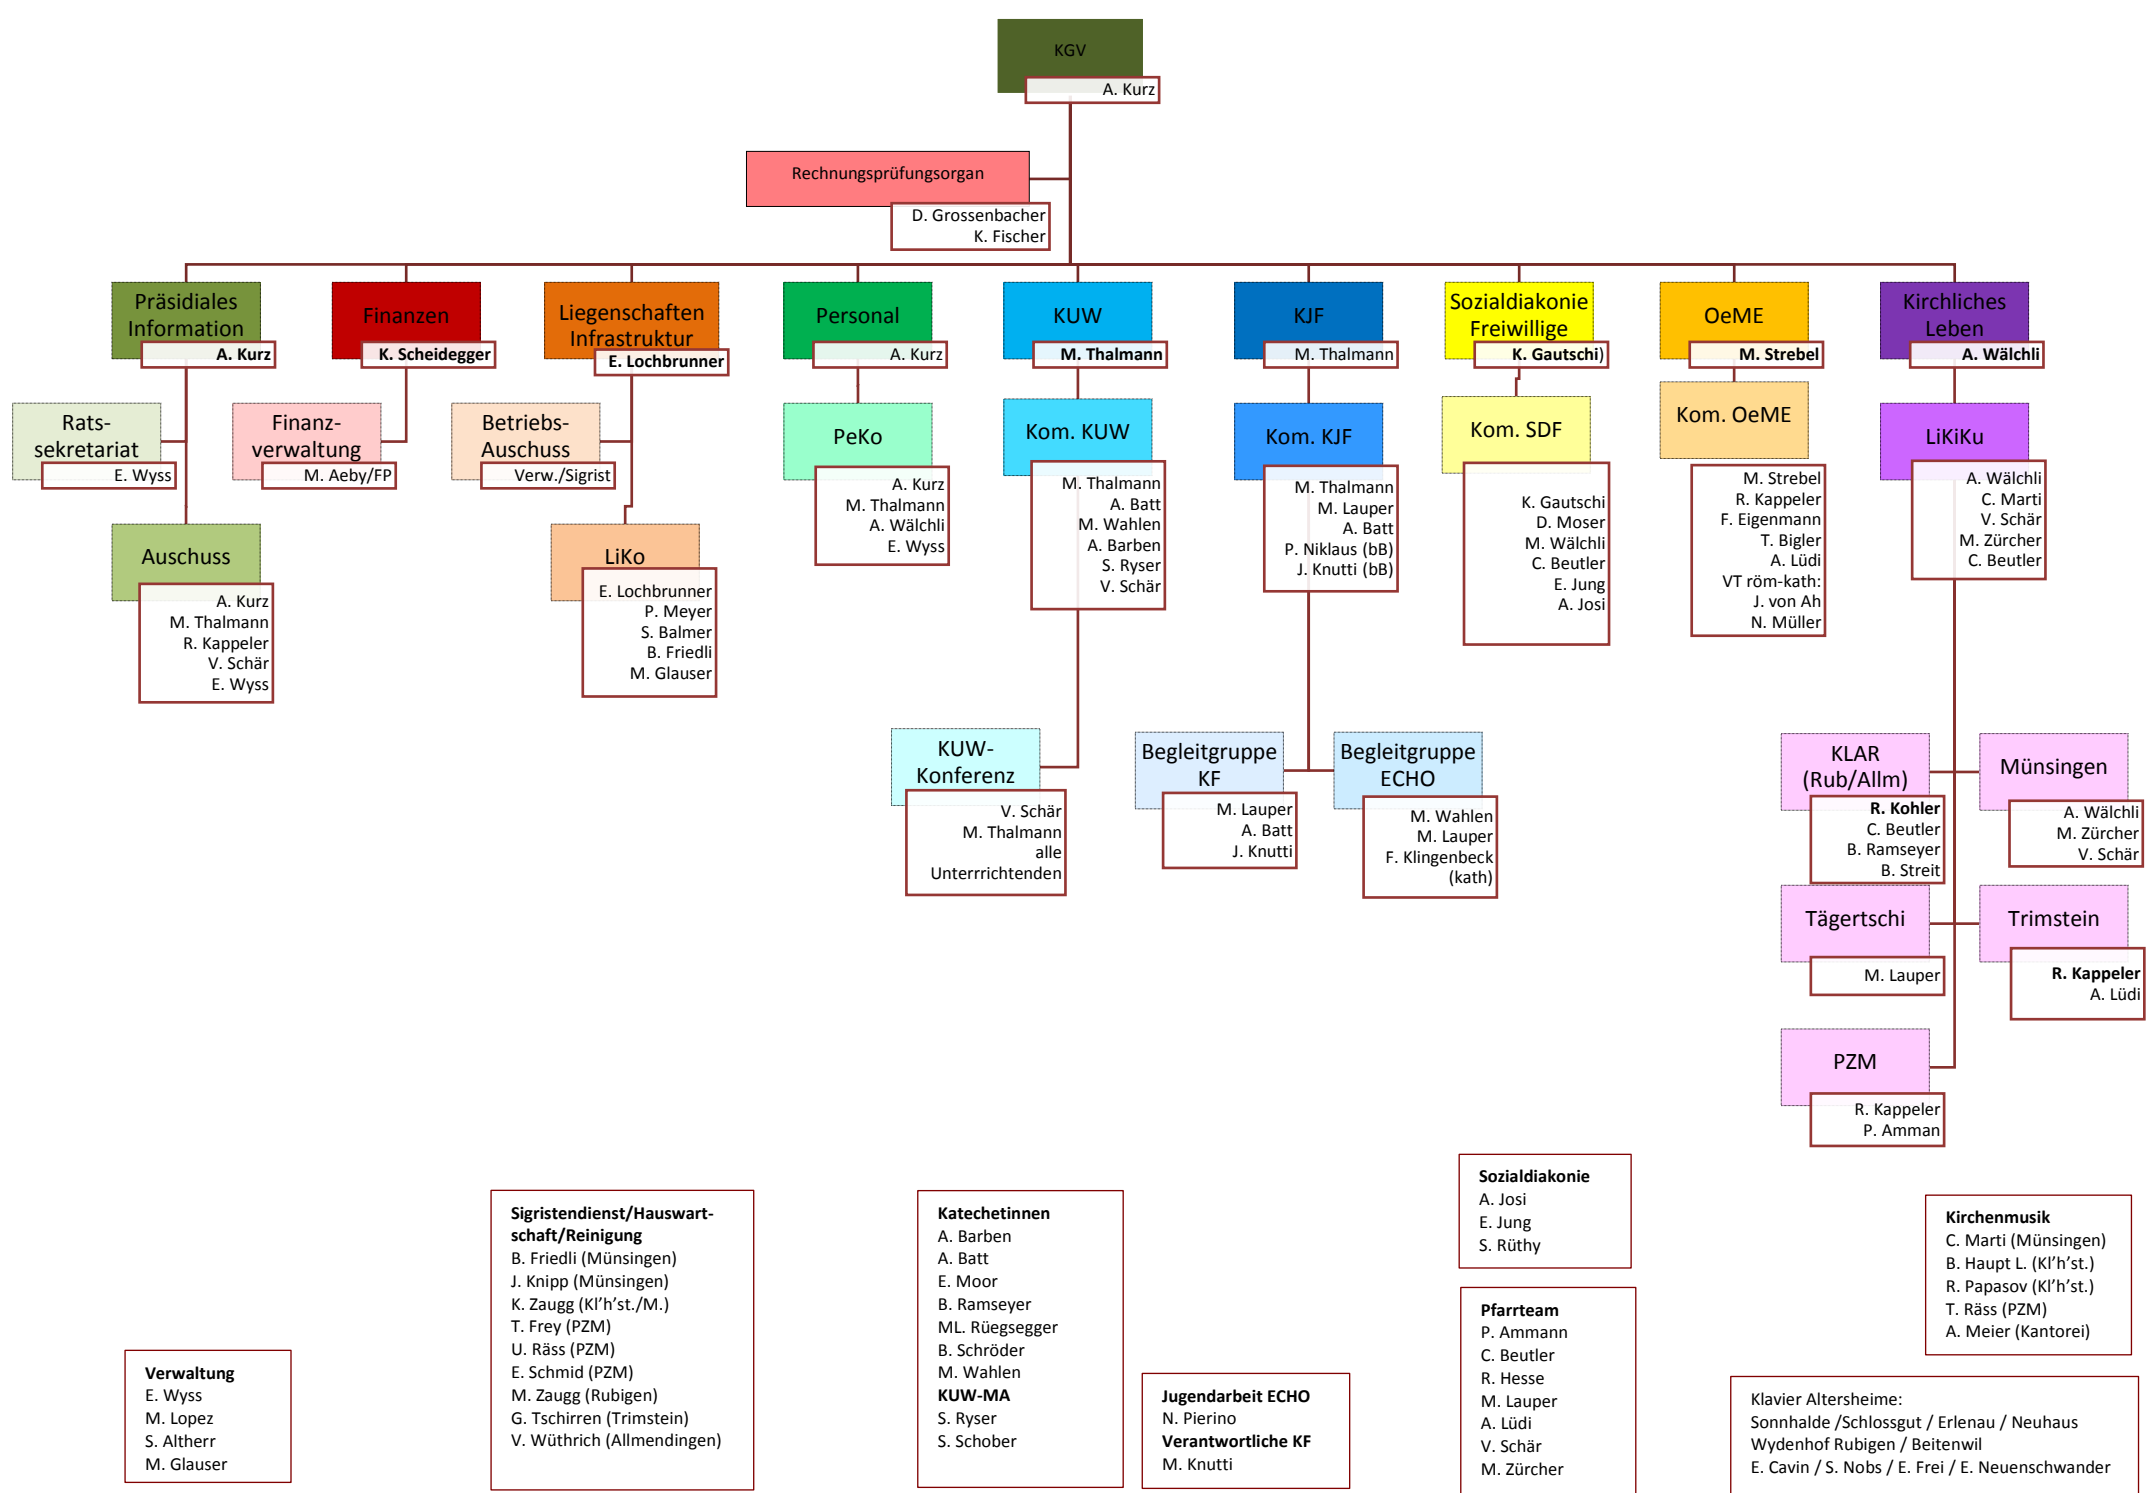 KGV
A. Kurz
Rechnungsprüfungsorgan
D. Grossenbacher
K. Fischer
Präsidiales
Information
A. Kurz
Finanzen
K. Scheidegger
Liegenschaften
Infrastruktur
E. Lochbrunner
Personal
A. Kurz
KUW
M. Thalmann
KJF
M. Thalmann
Sozialdiakonie
Freiwillige
K. Gautschi)
OeME
M. Strebel
Kirchliches
Leben
A. Wälchli
Rats-
sekretariat
E. Wyss
Finanz-
verwaltung
M. Aeby/FP
Betriebs-
Auschuss
Verw./Sigrist
PeKo
A. Kurz
M. Thalmann
A. Wälchli
E. Wyss
Kom. KUW
M. Thalmann
A. Batt
M. Wahlen
A. Barben
S. Ryser
V. Schär
Kom. KJF
M. Thalmann
M. Lauper
A. Batt
P. Niklaus (bB)
J. Knutti (bB)
Kom. SDF
K. Gautschi
D. Moser
M. Wälchli
C. Beutler
E. Jung
A. Josi
Kom. OeME
M. Strebel
R. Kappeler
F. Eigenmann
T. Bigler
A. Lüdi
VT röm-kath:
J. von Ah
N. Müller
LiKiKu
A. Wälchli
C. Marti
V. Schär
M. Zürcher
C. Beutler
Auschuss
A. Kurz
M. Thalmann
R. Kappeler
V. Schär
E. Wyss
LiKo
E. Lochbrunner
P. Meyer
S. Balmer
B. Friedli
M. Glauser
KUW-
Konferenz
V. Schär
M. Thalmann
alle
Unterrrichtenden
Begleitgruppe
KF
M. Lauper
A. Batt
J. Knutti
Begleitgruppe
ECHO
M. Wahlen
M. Lauper
F. Klingenbeck
(kath)
KLAR
(Rub/Allm)
R. Kohler
C. Beutler
B. Ramseyer
B. Streit
Münsingen
A. Wälchli
M. Zürcher
V. Schär
Tägertschi
M. Lauper
Trimstein
R. Kappeler
A. Lüdi
PZM
R. Kappeler
P. Amman
Verwaltung
E. Wyss
M. Lopez
S. Altherr
M. Glauser
Sigristendienst/Hauswart-
schaft/Reinigung
B. Friedli (Münsingen)
J. Knipp (Münsingen)
K. Zaugg (Kl’h’st./M.)
T. Frey (PZM)
U. Räss (PZM)
E. Schmid (PZM)
M. Zaugg (Rubigen)
G. Tschirren (Trimstein)
V. Wüthrich (Allmendingen)
Katechetinnen
A. Barben
A. Batt
E. Moor
B. Ramseyer
ML. Rüegsegger
B. Schröder
M. Wahlen
KUW-MA
S. Ryser
S. Schober
Jugendarbeit ECHO
N. Pierino
Verantwortliche KF
M. Knutti
Sozialdiakonie
A. Josi
E. Jung
S. Rüthy
Pfarrteam
P. Ammann
C. Beutler
R. Hesse
M. Lauper
A. Lüdi
V. Schär
M. Zürcher
Kirchenmusik
C. Marti (Münsingen)
B. Haupt L. (Kl’h’st.)
R. Papasov (Kl’h’st.)
T. Räss (PZM)
A. Meier (Kantorei)
Klavier Altersheime:
Sonnhalde /Schlossgut / Erlenau / Neuhaus
Wydenhof Rubigen / Beitenwil
E. Cavin / S. Nobs / E. Frei / E. Neuenschwander